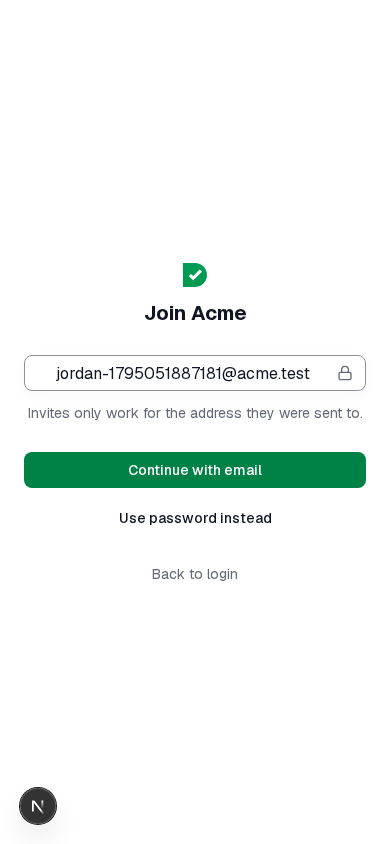 Join Acme
jordan-1795051887181@acme.test
Invites only work for the address they were sent to.
Continue with email
Use password instead
Back to login
N